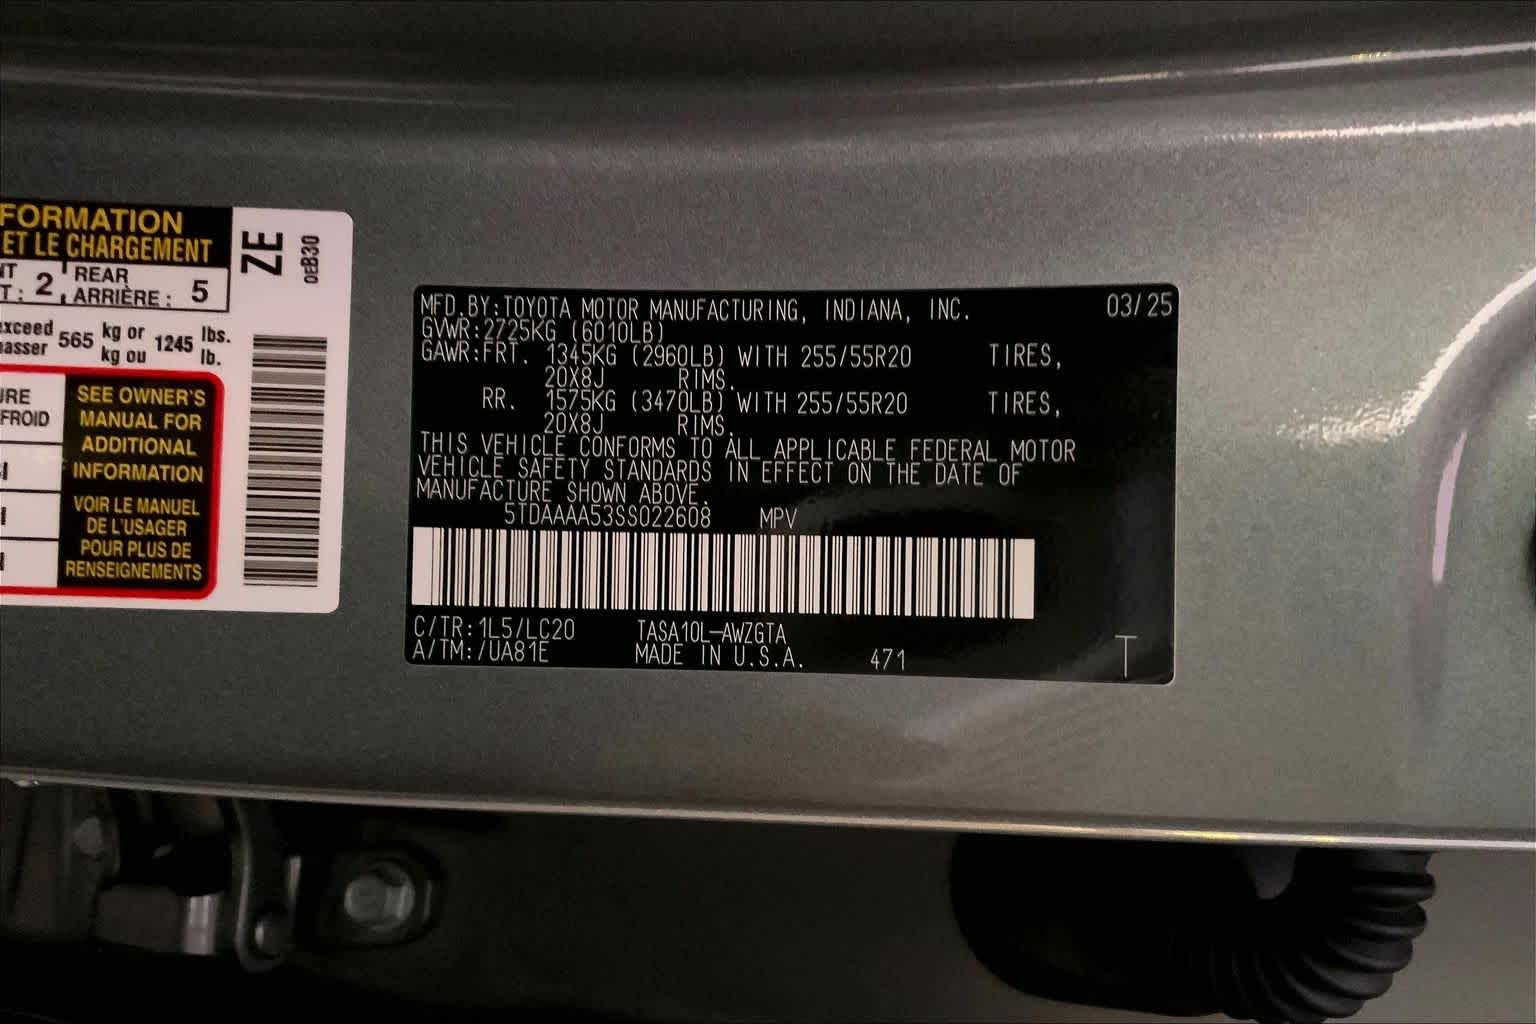 FORMATION
ET LE CHARGEMENT
2 REAR
ARRIÈRE : 5
exceed 565 kg or 1245 lbs.
kg ou lb.
SEE OWNER'S
MANUAL FOR
ADDITIONAL
INFORMATION
VOIR LE MANUEL
DE L'USAGER
POUR PLUS DE
RENSEIGNEMENTS
FROID
ZE
0EB30
MFD.BY:TOYOTA MOTOR MANUFACTURING, INDIANA, INC. 03/25
GVWR:2725KG (6010LB)
GAWR:FRT. 1345KG (2960LB) WITH 255/55R20 TIRES,
20X8J RIMS.
RR. 1575KG (3470LB) WITH 255/55R20 TIRES,
20X8J RIMS.
THIS VEHICLE CONFORMS TO ALL APPLICABLE FEDERAL MOTOR
VEHICLE SAFETY STANDARDS IN EFFECT ON THE DATE OF
MANUFACTURE SHOWN ABOVE.
5TDAAAA53SS022608 MPV
C/TR:1L5/LC20 TASA10L-AWZGTA
A/TM:/UA81E MADE IN U.S.A. 471 T